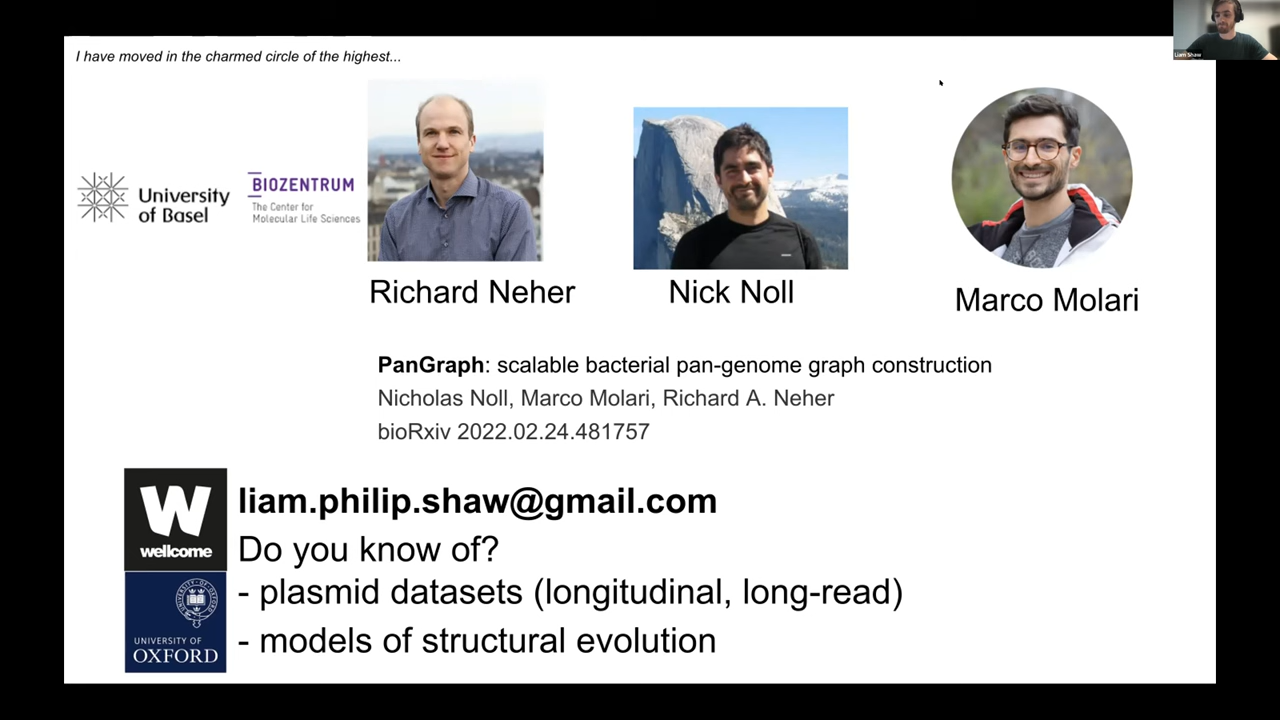 I have moved in the charmed circle of the highest...
Liam Shaw
University
of Basel
BIOZENTRUM
The Center for
Molecular Life Sciences
Richard Neher
Nick Noll
Marco Molari
PanGraph: scalable bacterial pan-genome graph construction
Nicholas Noll, Marco Molari, Richard A. Neher
bioRxiv 2022.02.24.481757
W
wellcome
liam.philip.shaw@gmail.com
Do you know of?
- plasmid datasets (longitudinal, long-read)
- models of structural evolution
UNIVERSITY OF
OXFORD